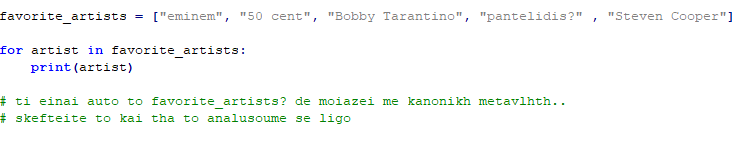 favorite_artists = ["eminem", "50 cent", "Bobby Tarantino", "pantelidis?" , "Steven Cooper"]
for artist in favorite_artists:
    print(artist)
# ti einai auto to favorite_artists? de moiazei me kanonikh metavlhth..
# skefteite to kai tha to analusoume se ligo